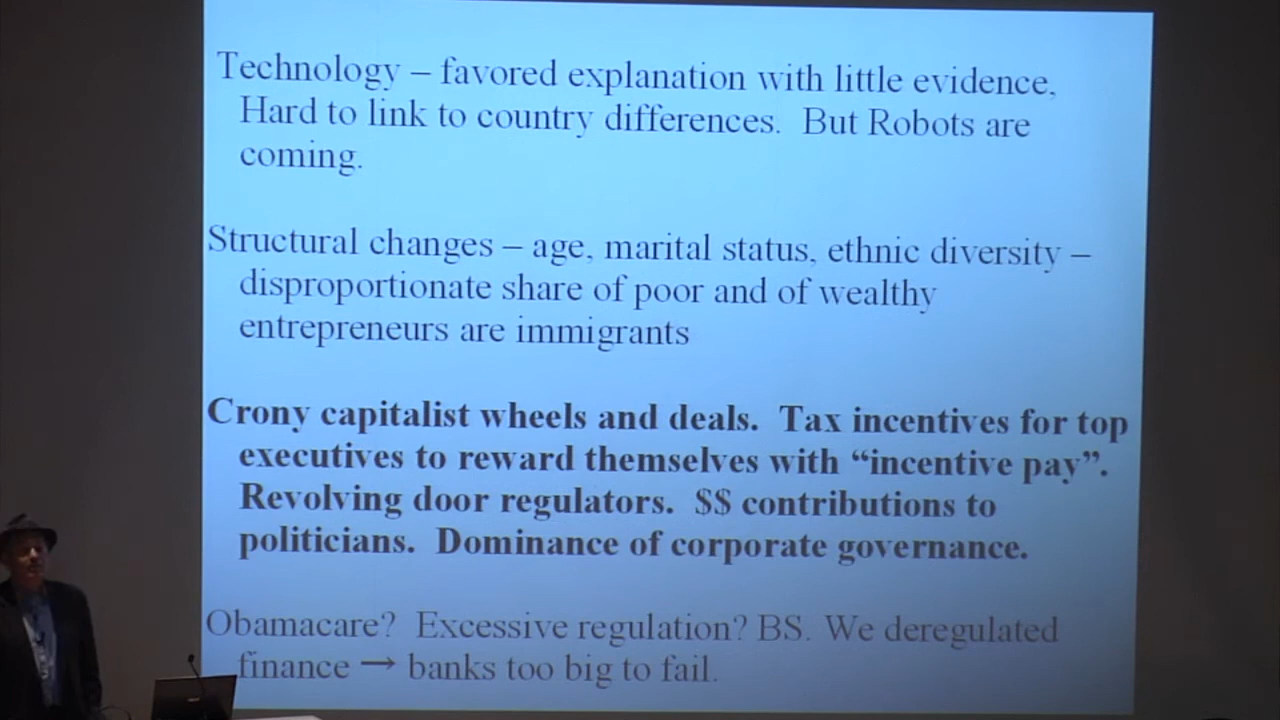 Technology – favored explanation with little evidence,
Hard to link to country differences.  But Robots are
coming.
Structural changes – age, marital status, ethnic diversity –
disproportionate share of poor and of wealthy
entrepreneurs are immigrants
Crony capitalist wheels and deals.  Tax incentives for top
executives to reward themselves with “incentive pay”.
Revolving door regulators.  $$ contributions to
politicians.  Dominance of corporate governance.
Obamacare?  Excessive regulation? BS.  We deregulated
finance → banks too big to fail.